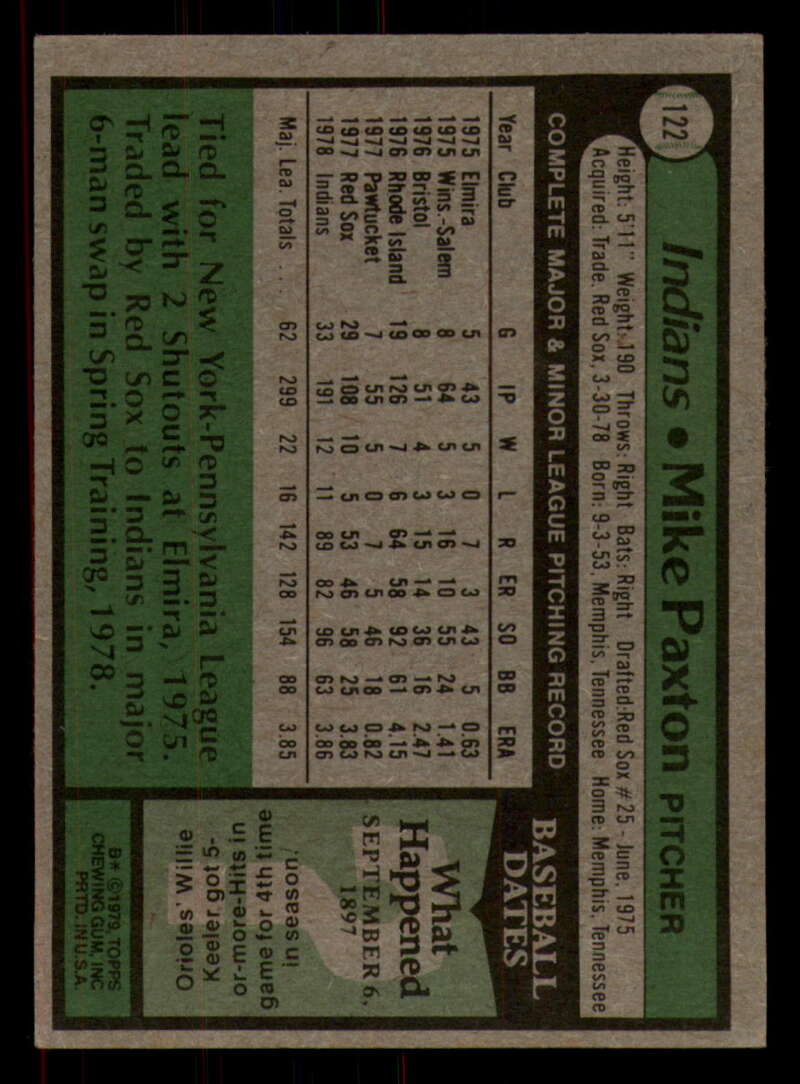 122
Indians • Mike Paxton PITCHER
Height: 5'11" Weight: 190 Throws: Right Bats: Right Drafted: Red Sox #25 - June, 1975
Acquired: Trade, Red Sox, 3-30-78 Born: 9-3-53, Memphis, Tennessee Home: Memphis, Tennessee
COMPLETE MAJOR & MINOR LEAGUE PITCHING RECORD
Year Club G IP W L R ER SO BB ERA
1975 Elmira 5 43 5 0 7 3 43 5 0.63
1975 Wins.-Salem 8 64 5 3 16 10 55 24 1.41
1976 Bristol 8 51 4 3 15 14 36 16 2.47
1976 Rhode Island 19 126 7 6 64 58 92 61 4.15
1977 Pawtucket 7 55 5 0 7 5 46 18 0.82
1977 Red Sox 29 108 10 5 53 46 58 25 3.83
1978 Indians 33 191 12 11 89 82 96 63 3.86
Maj. Lea. Totals . . . 62 299 22 16 142 128 154 88 3.85
Tied for New York-Pennsylvania League
lead with 2 Shutouts at Elmira, 1975.
Traded by Red Sox to Indians in major
6-man swap in Spring Training, 1978.
BASEBALL
DATES
What
Happened
SEPTEMBER 6,
1897
Orioles' Willie
Keeler got 5-
or-more-Hits in
game for 4th time
in season.
B* ©1979, TOPPS
CHEWING GUM, INC
PRTD. IN U.S.A.